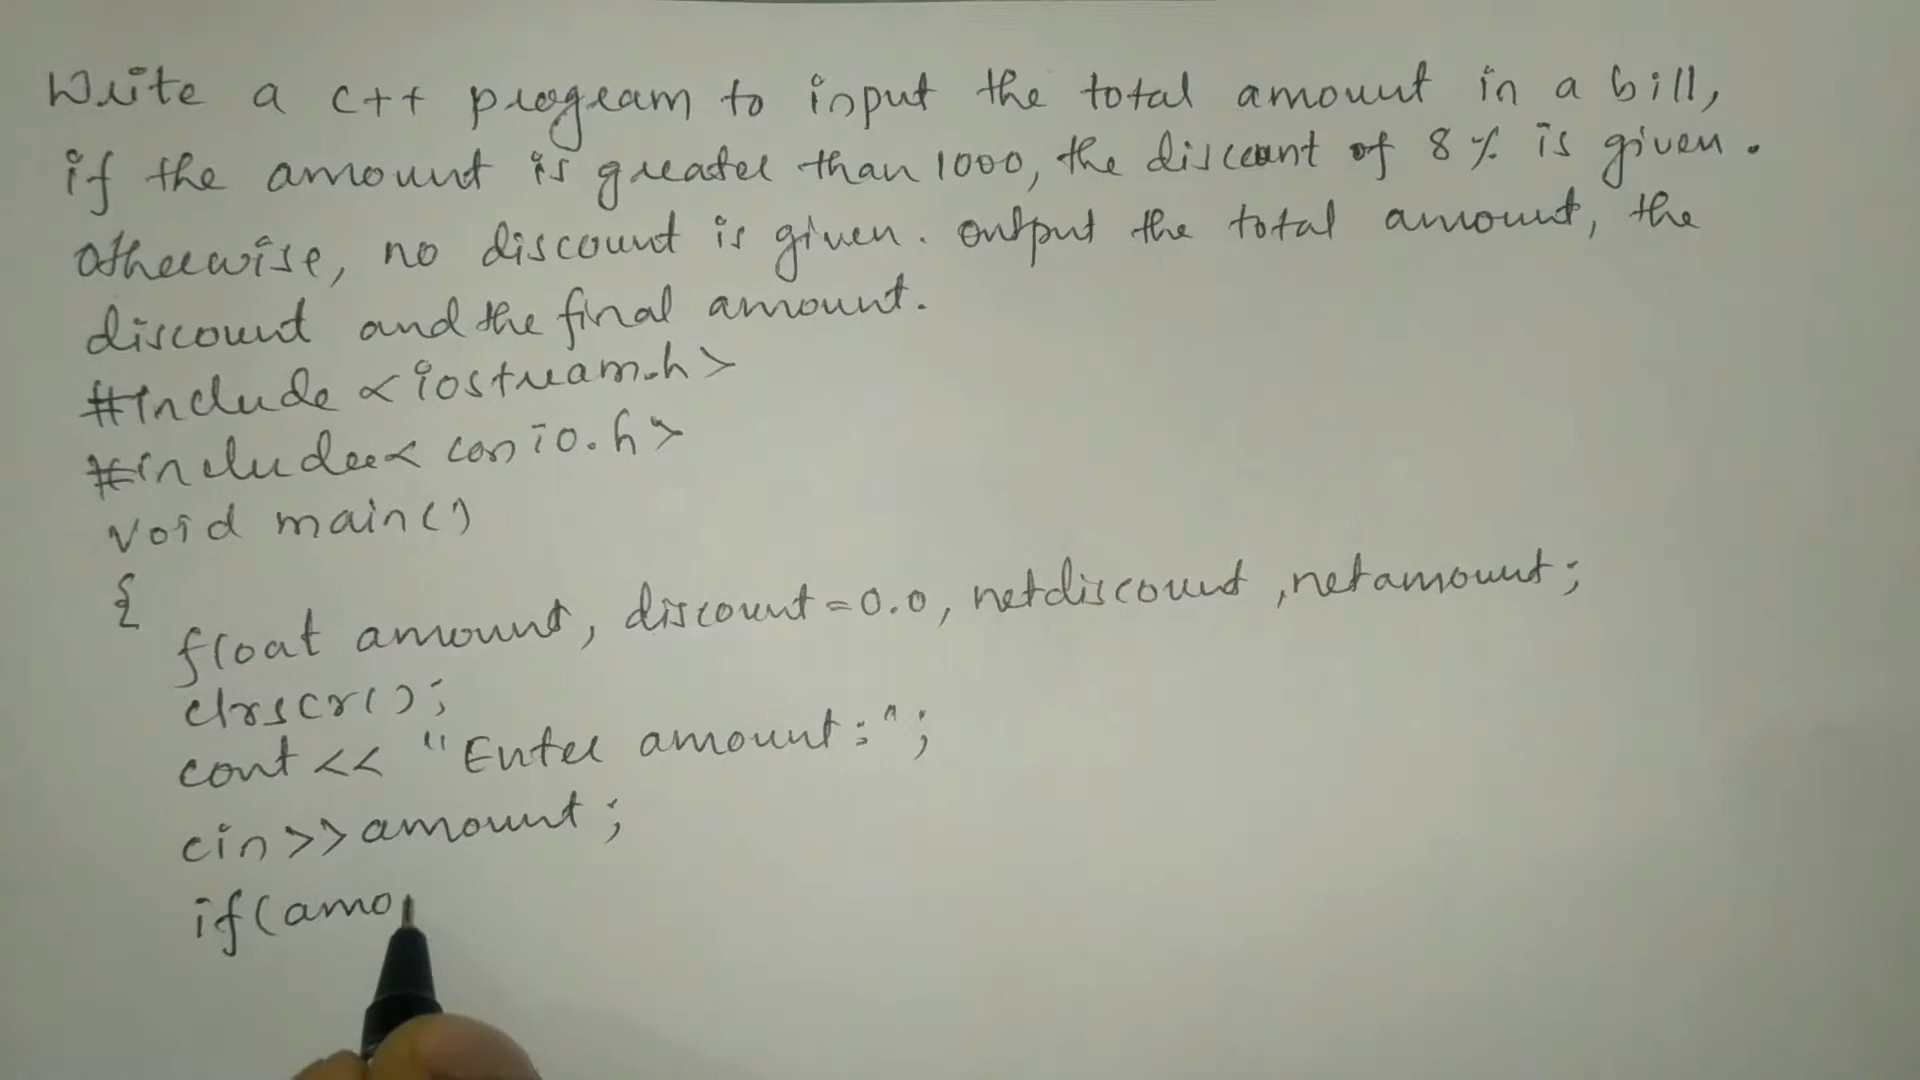 Write a c++ program to input the total amount in a bill,
if the amount is greater than 1000, the discount of 8% is given.
otherwise, no discount is given. output the total amount, the
discount and the final amount.
#include <iostream.h>
#include< conio.h>
void main()
{
float amount, discount=0.0, netdiscount ,netamount;
clrscr();
cout << "Enter amount:";
cin>>amount;
if(amo